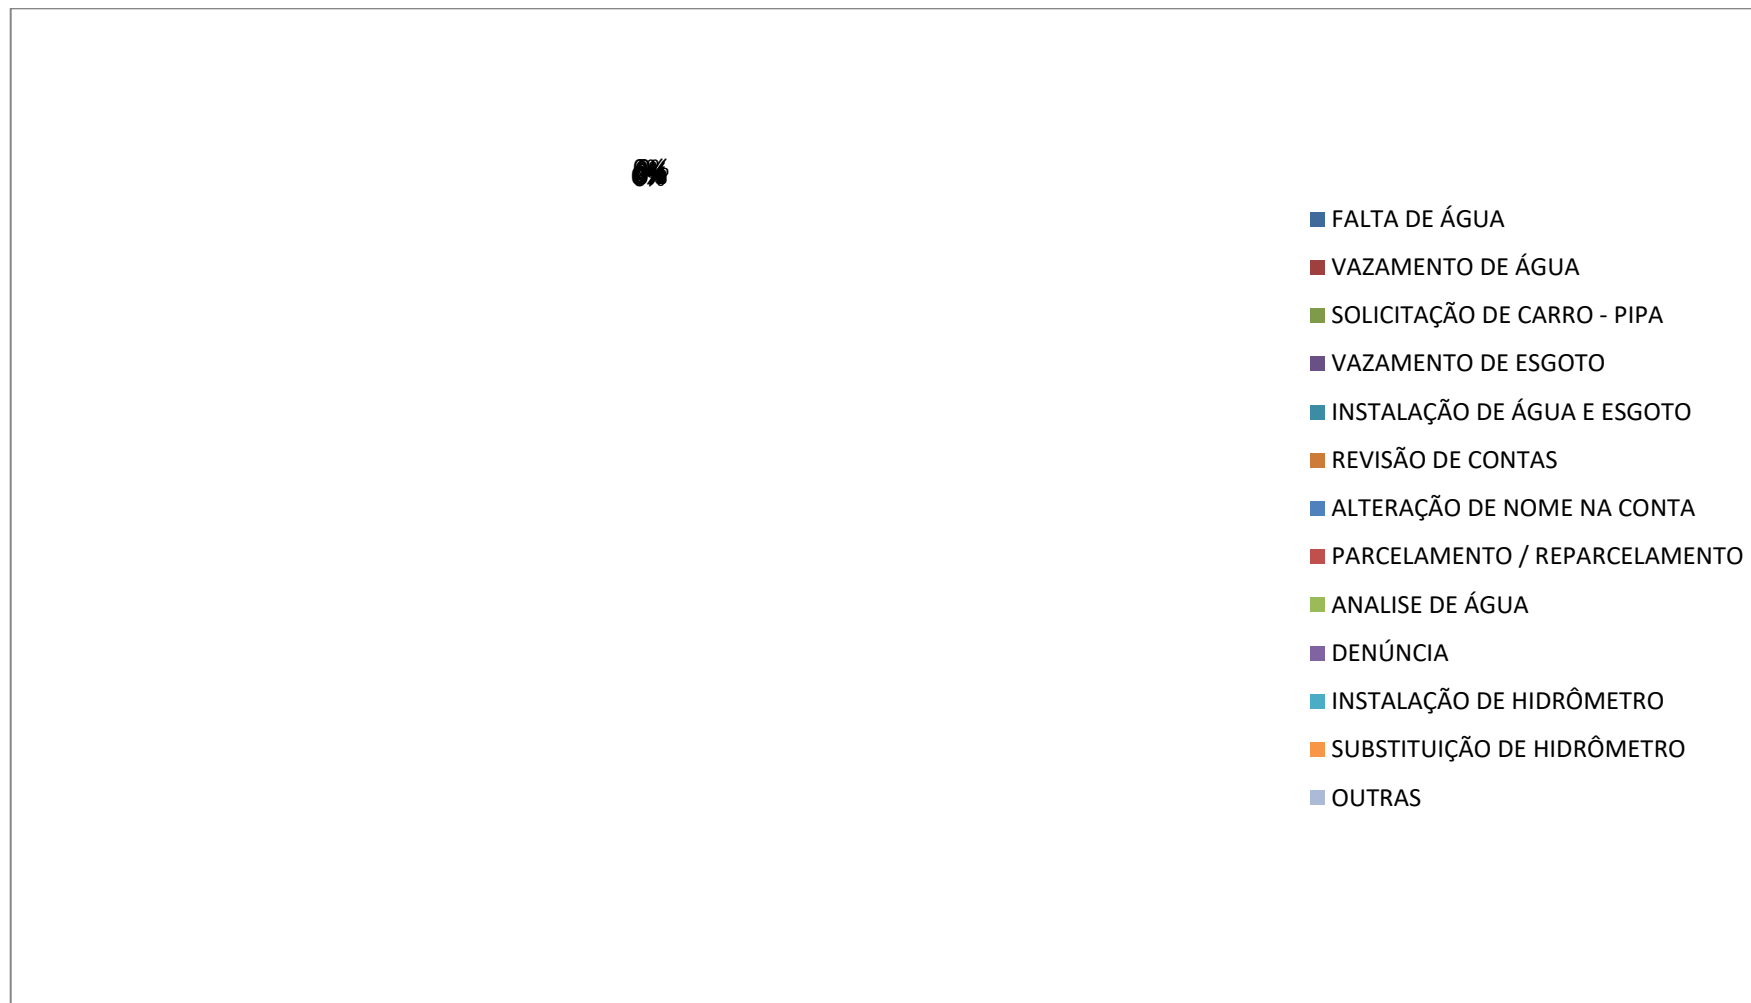 FALTA DE ÁGUA
VAZAMENTO DE ÁGUA
SOLICITAÇÃO DE CARRO - PIPA
VAZAMENTO DE ESGOTO
INSTALAÇÃO DE ÁGUA E ESGOTO
REVISÃO DE CONTAS
ALTERAÇÃO DE NOME NA CONTA
PARCELAMENTO / REPARCELAMENTO
ANALISE DE ÁGUA
DENÚNCIA
INSTALAÇÃO DE HIDRÔMETRO
SUBSTITUIÇÃO DE HIDRÔMETRO
OUTRAS